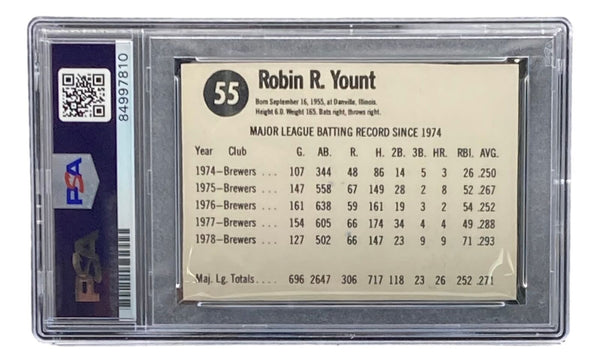 PSA
84997810
PSA
55
Robin R. Yount
Born September 16, 1955, at Danville, Illinois.
Height 6.0. Weight 165. Bats right, throws right.
MAJOR LEAGUE BATTING RECORD SINCE 1974
Year Club G. AB. R. H. 2B. 3B. HR. RBI. AVG.
1974-Brewers ... 107 344 48 86 14 5 3 26 .250
1975-Brewers ... 147 558 67 149 28 2 8 52 .267
1976-Brewers ... 161 638 59 161 19 3 2 54 .252
1977-Brewers ... 154 605 66 174 34 4 4 49 .288
1978-Brewers ... 127 502 66 147 23 9 9 71 .293
Maj. Lg. Totals .... 696 2647 306 717 118 23 26 252 .271